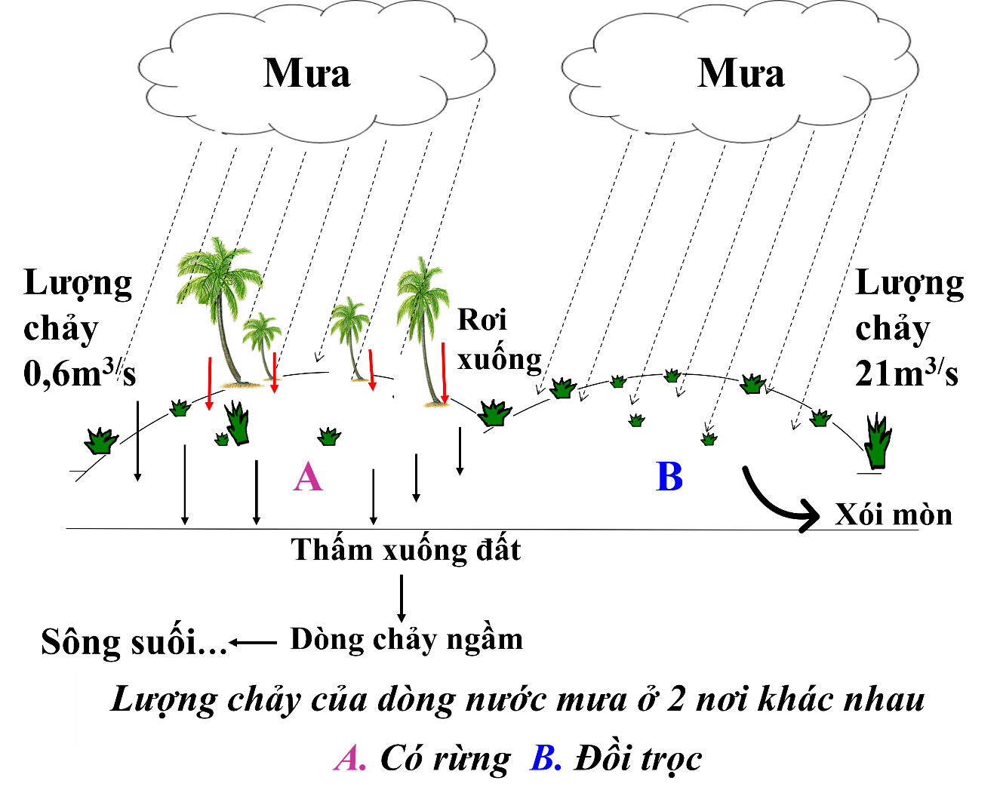 Mưa
Mưa
Lượng
chảy
0,6m³/s
Rơi
xuống
Lượng
chảy
21m³/s
A
B
Xói mòn
Thấm xuống đất
Sông suối...
Dòng chảy ngầm
Lượng chảy của dòng nước mưa ở 2 nơi khác nhau
A. Có rừng B. Đồi trọc